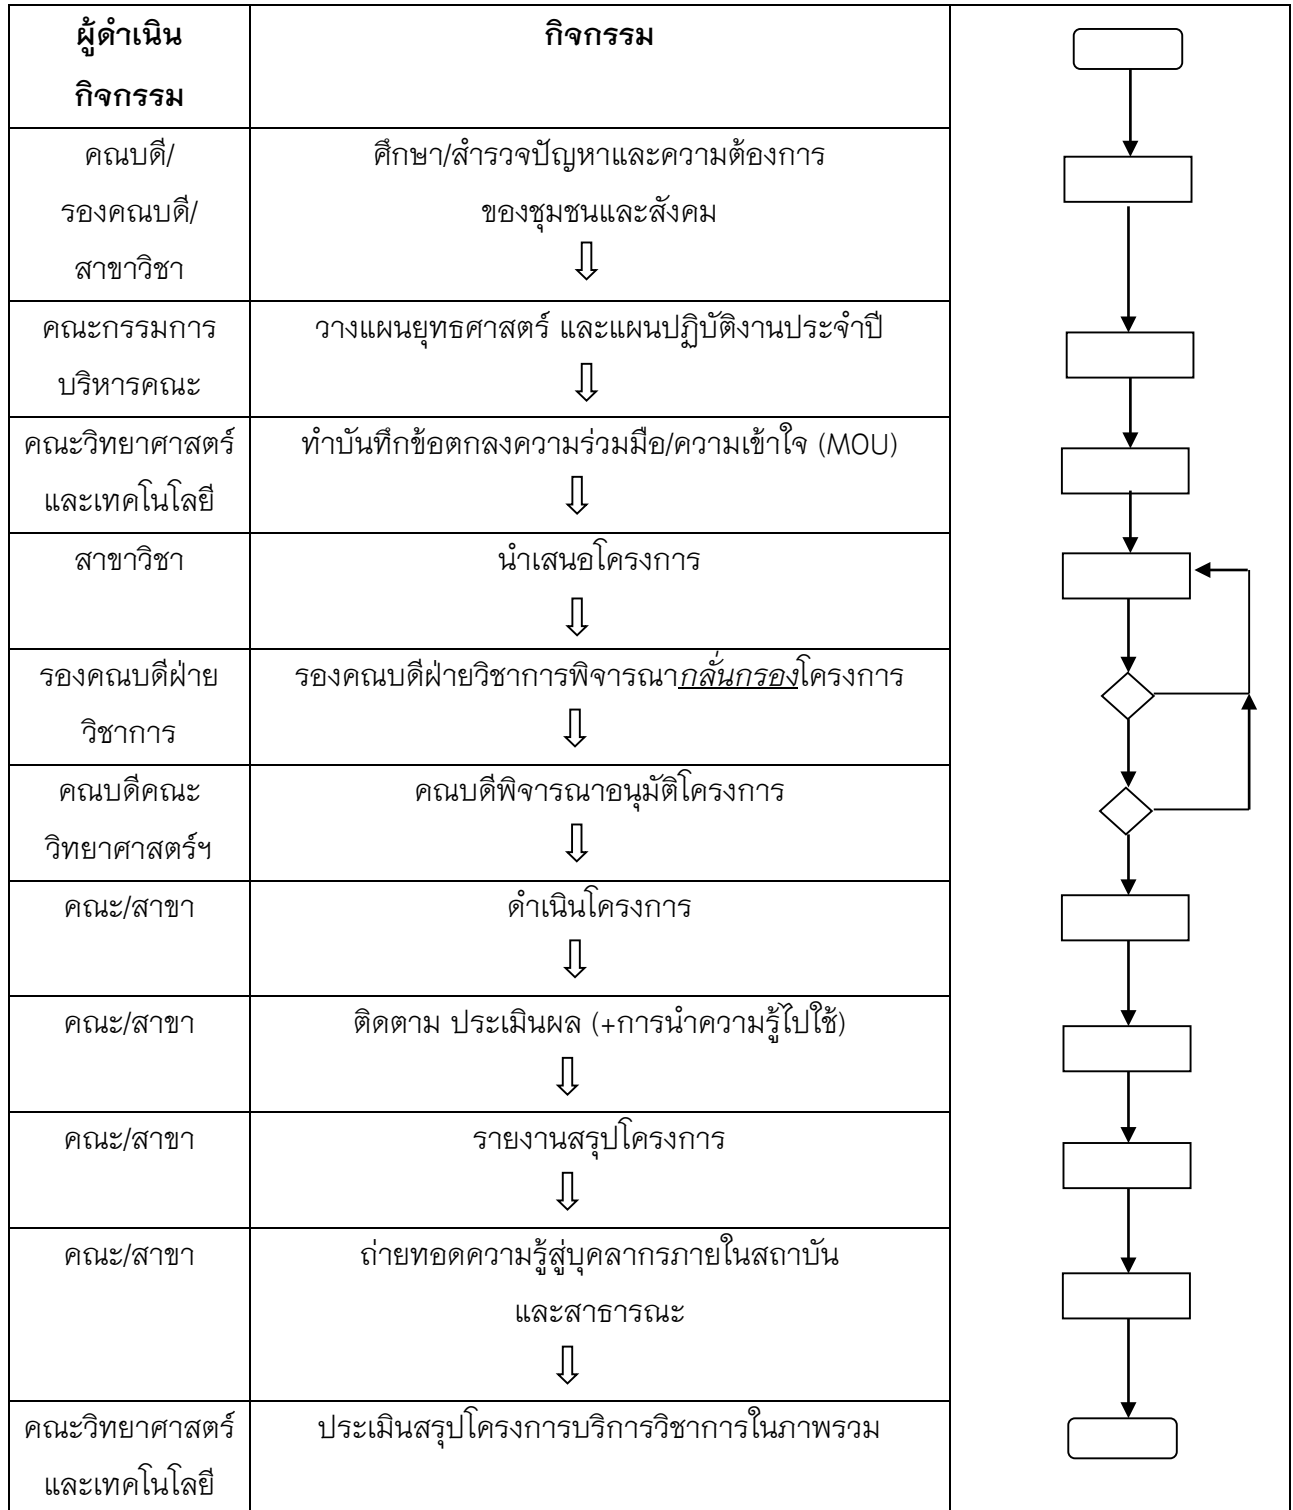 ผู้ดำเนิน
กิจกรรม
กิจกรรม
คณบดี/
รองคณบดี/
สาขาวิชา
ศึกษา/สำรวจปัญหาและความต้องการ
ของชุมชนและสังคม
คณะกรรมการ
บริหารคณะ
วางแผนยุทธศาสตร์ และแผนปฏิบัติงานประจำปี
คณะวิทยาศาสตร์
และเทคโนโลยี
ทำบันทึกข้อตกลงความร่วมมือ/ความเข้าใจ (MOU)
สาขาวิชา
นำเสนอโครงการ
รองคณบดีฝ่าย
วิชาการ
รองคณบดีฝ่ายวิชาการพิจารณากลั่นกรองโครงการ
คณบดีคณะ
วิทยาศาสตร์ฯ
คณบดีพิจารณาอนุมัติโครงการ
คณะ/สาขา
ดำเนินโครงการ
คณะ/สาขา
ติดตาม ประเมินผล (+การนำความรู้ไปใช้)
คณะ/สาขา
รายงานสรุปโครงการ
คณะ/สาขา
ถ่ายทอดความรู้สู่บุคลากรภายในสถาบัน
และสาธารณะ
คณะวิทยาศาสตร์
และเทคโนโลยี
ประเมินสรุปโครงการบริการวิชาการในภาพรวม